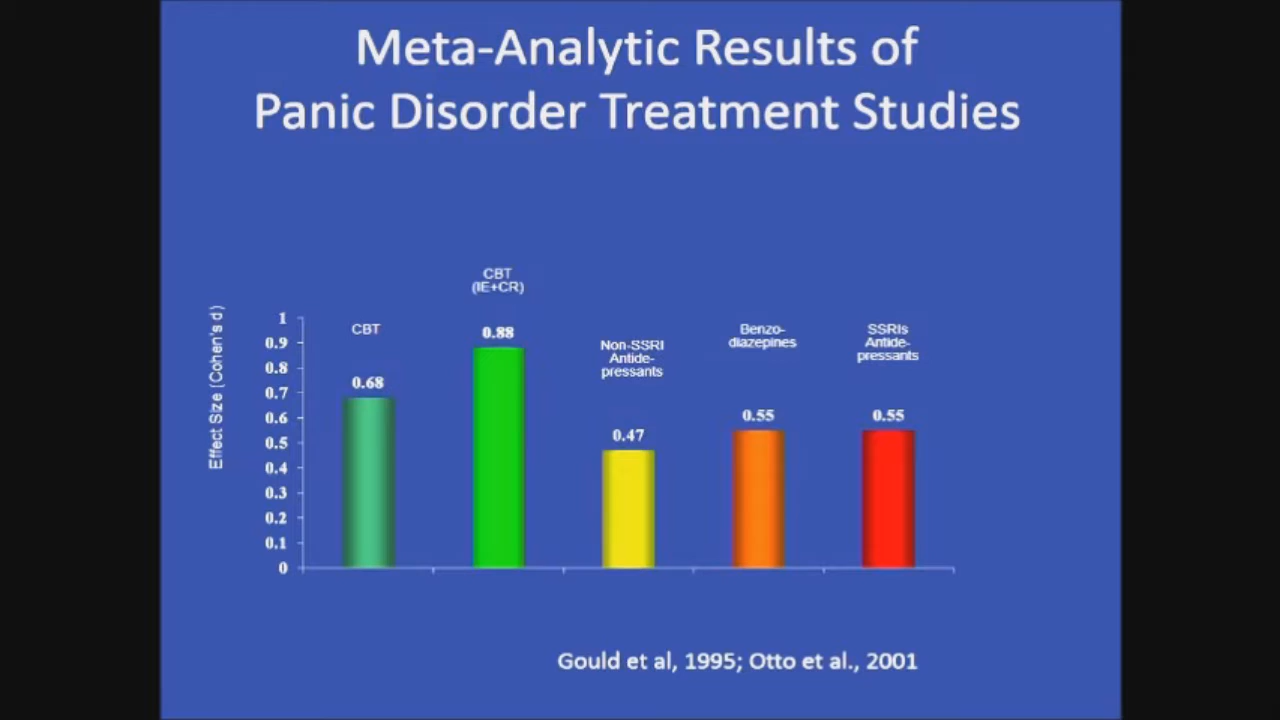 Meta-Analytic Results of
Panic Disorder Treatment Studies
CBT
(IE+CR)
CBT
Non-SSRI
Antide-
pressants
Benzo-
diazepines
SSRIs
Antide-
pressants
Effect Size (Cohen's d)
1
0.9
0.8
0.7
0.6
0.5
0.4
0.3
0.2
0.1
0
0.68
0.88
0.47
0.55
0.55
Gould et al, 1995; Otto et al., 2001